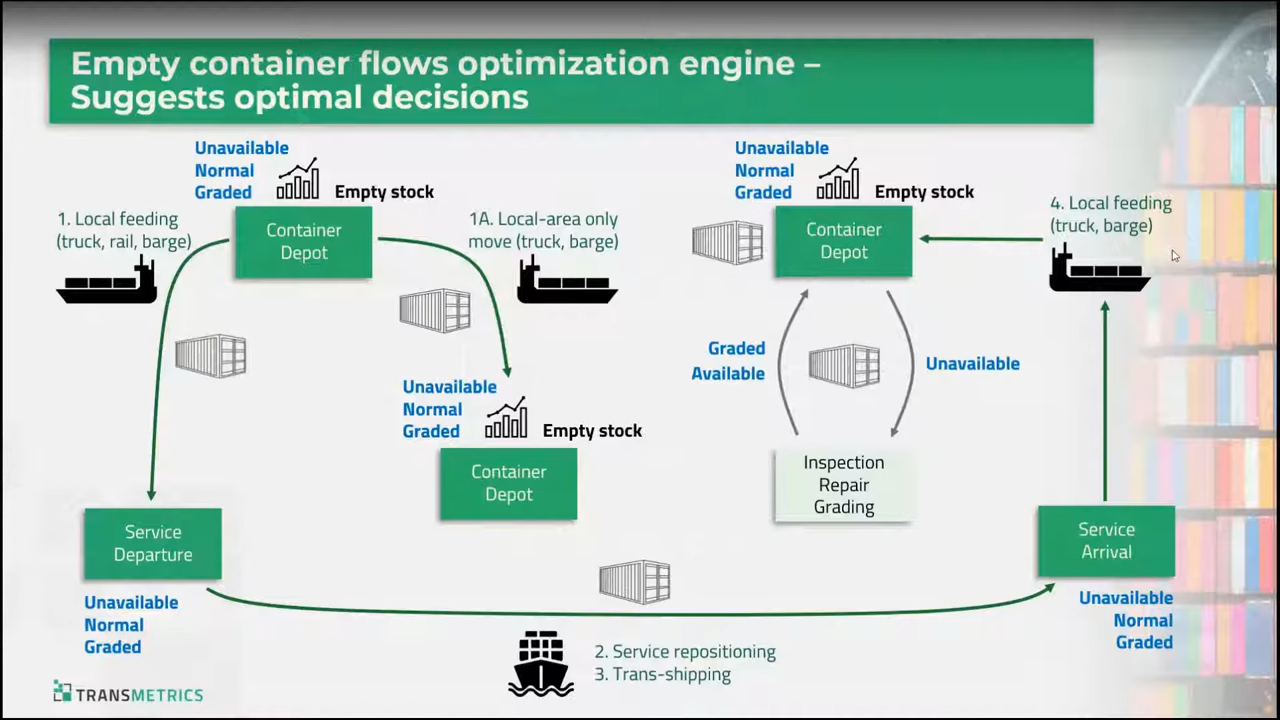 Empty container flows optimization engine –
Suggests optimal decisions
Unavailable
Normal
Graded
Empty stock
1. Local feeding
(truck, rail, barge)
Container
Depot
1A. Local-area only
move (truck, barge)
Unavailable
Normal
Graded
Empty stock
Container
Depot
4. Local feeding
(truck, barge)
Graded
Available
Unavailable
Unavailable
Normal
Graded
Empty stock
Container
Depot
Inspection
Repair
Grading
Service
Departure
Service
Arrival
Unavailable
Normal
Graded
Unavailable
Normal
Graded
2. Service repositioning
3. Trans-shipping
TRANSMETRICS